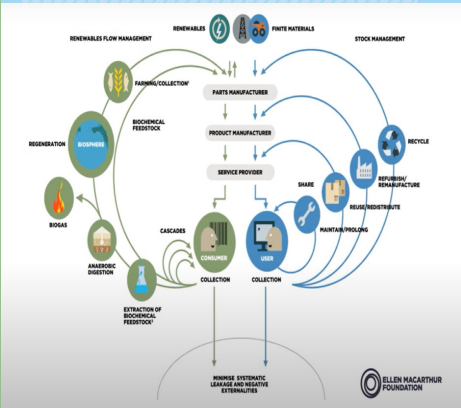 RENEWABLES
FINITE MATERIALS
RENEWABLES FLOW MANAGEMENT
STOCK MANAGEMENT
FARMING/COLLECTION¹
PARTS MANUFACTURER
BIOCHEMICAL
FEEDSTOCK
PRODUCT MANUFACTURER
RECYCLE
REGENERATION
BIOSPHERE
SERVICE PROVIDER
REFURBISH/
REMANUFACTURE
SHARE
REUSE/REDISTRIBUTE
BIOGAS
MAINTAIN/PROLONG
CASCADES
CONSUMER
USER
ANAEROBIC
DIGESTION
COLLECTION
COLLECTION
EXTRACTION OF
BIOCHEMICAL
FEEDSTOCK²
MINIMISE SYSTEMATIC
LEAKAGE AND NEGATIVE
EXTERNALITIES
ELLEN MACARTHUR
FOUNDATION